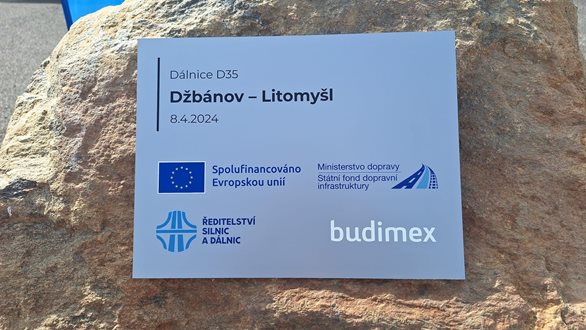 Dálnice D35
Džbánov – Litomyšl
8.4.2024
Spolufinancováno
Evropskou unií
Ministerstvo dopravy
Státní fond dopravní
infrastruktury
ŘEDITELSTVÍ
SILNIC
A DÁLNIC
budimex